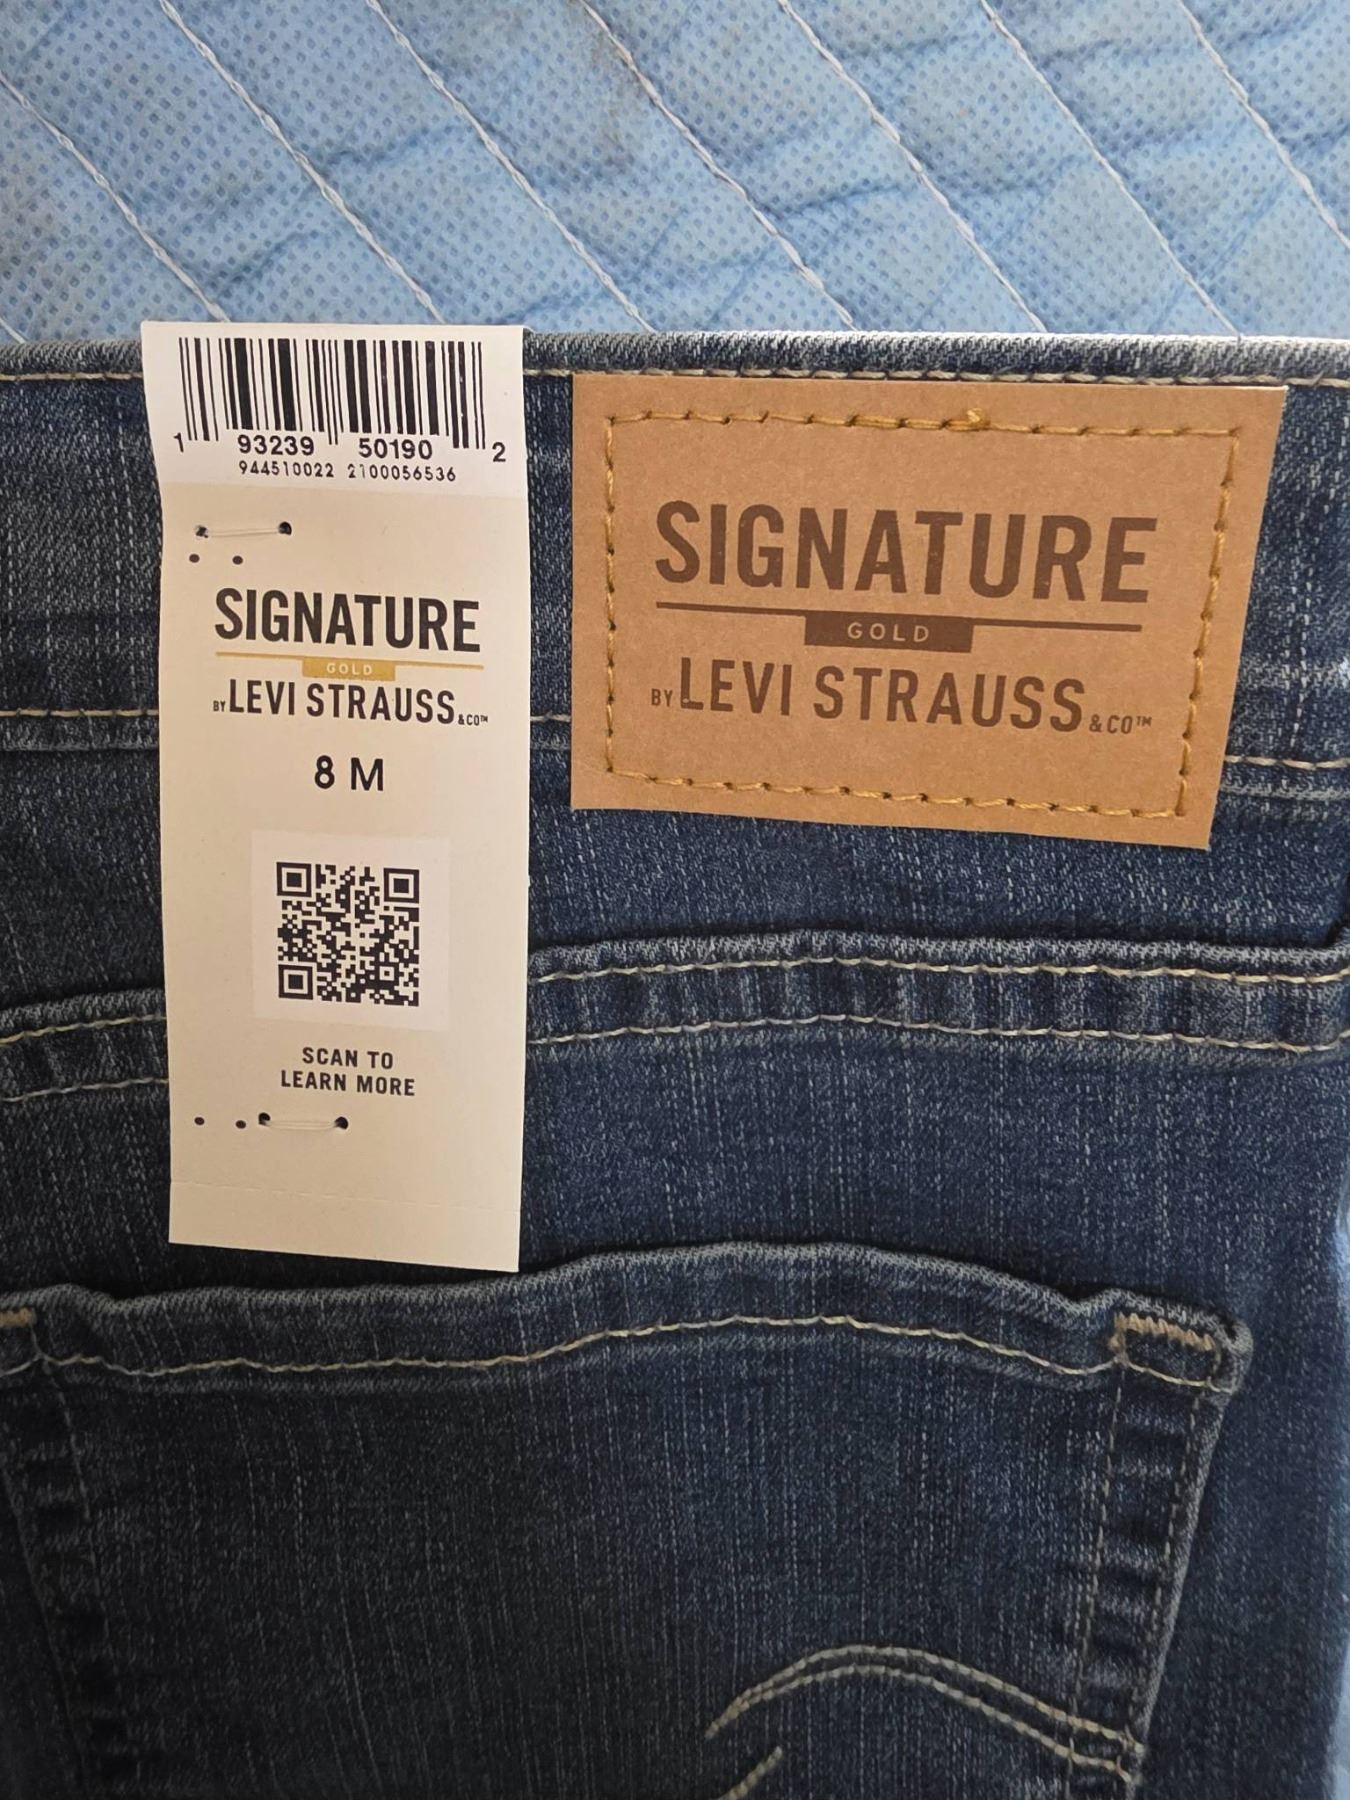 1 93239 50190 2
944510022 2100056536
SIGNATURE
GOLD
BY LEVI STRAUSS & CO™
8 M
SCAN TO
LEARN MORE
SIGNATURE
GOLD
BY LEVI STRAUSS & CO™